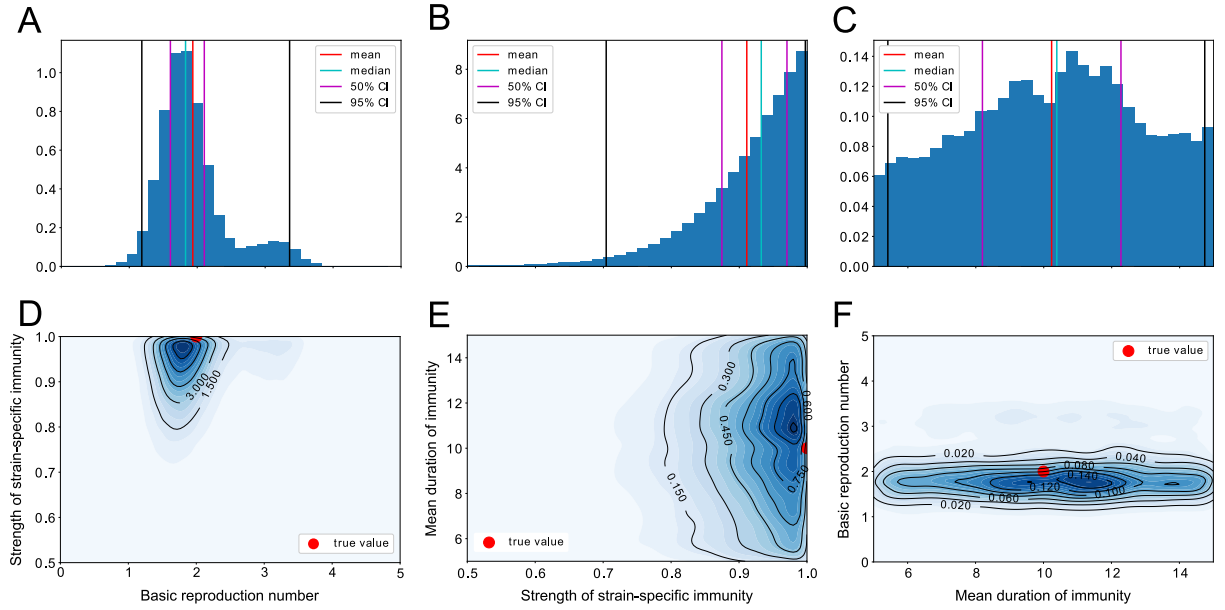 A
B
C
mean
median
50% CI
95% CI
mean
median
50% CI
95% CI
mean
median
50% CI
95% CI
1.0
0.8
0.6
0.4
0.2
0.0
8
6
4
2
0
0.14
0.12
0.10
0.08
0.06
0.04
0.02
0.00
D
E
F
Strength of strain-specific immunity
1.0
0.9
0.8
0.7
0.6
0.5
3.000
1.500
true value
0 1 2 3 4 5
Basic reproduction number
Mean duration of immunity
14
12
10
8
6
0.300
0.450
0.150
0.600
0.750
true value
0.5 0.6 0.7 0.8 0.9 1.0
Strength of strain-specific immunity
Basic reproduction number
5
4
3
2
1
0
true value
0.020
0.040
0.080
0.140
0.120
0.060
0.100
0.020
6 8 10 12 14
Mean duration of immunity